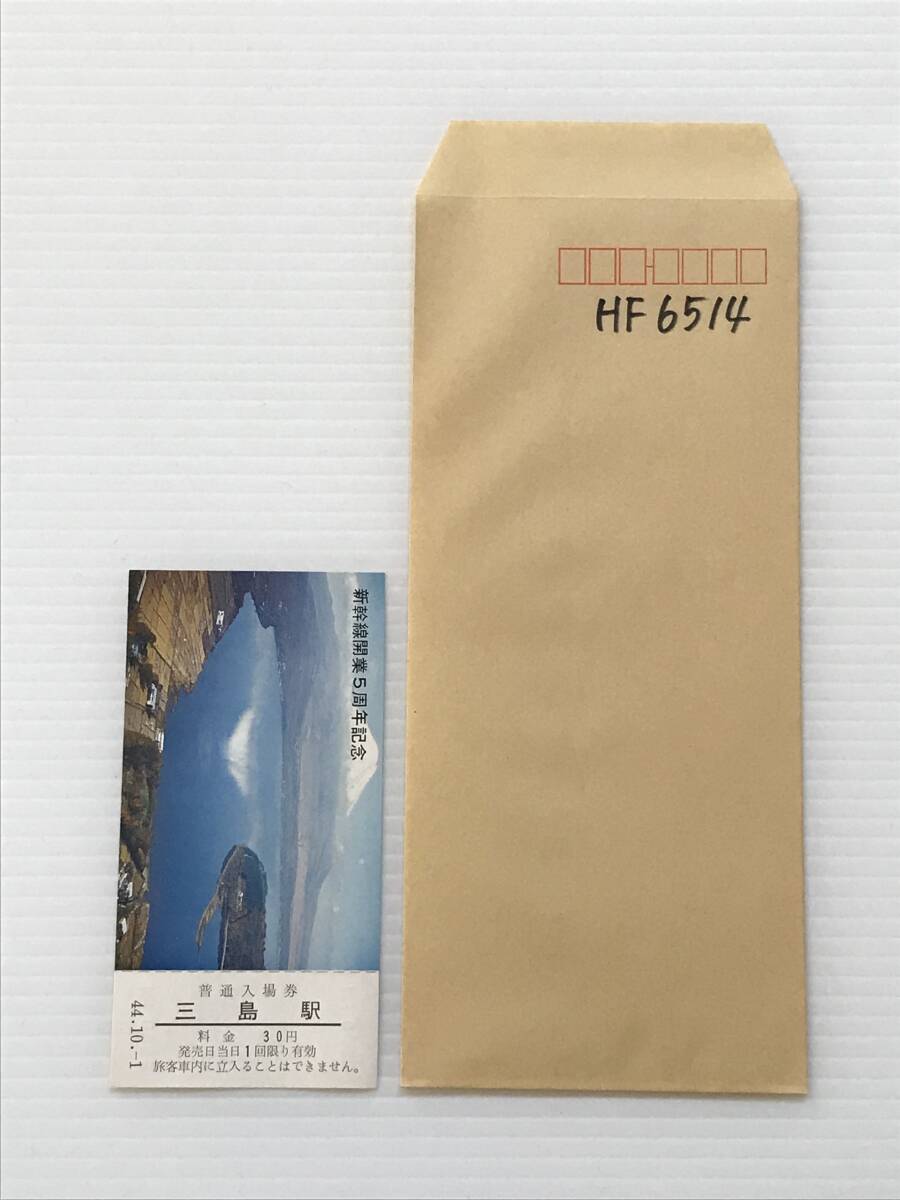 HF6514
新幹線開業5周年記念
普通入場券
三島駅
料金 30円
発売日当日1回限り有効
旅客車内に立入ることはできません。
44.10.-1